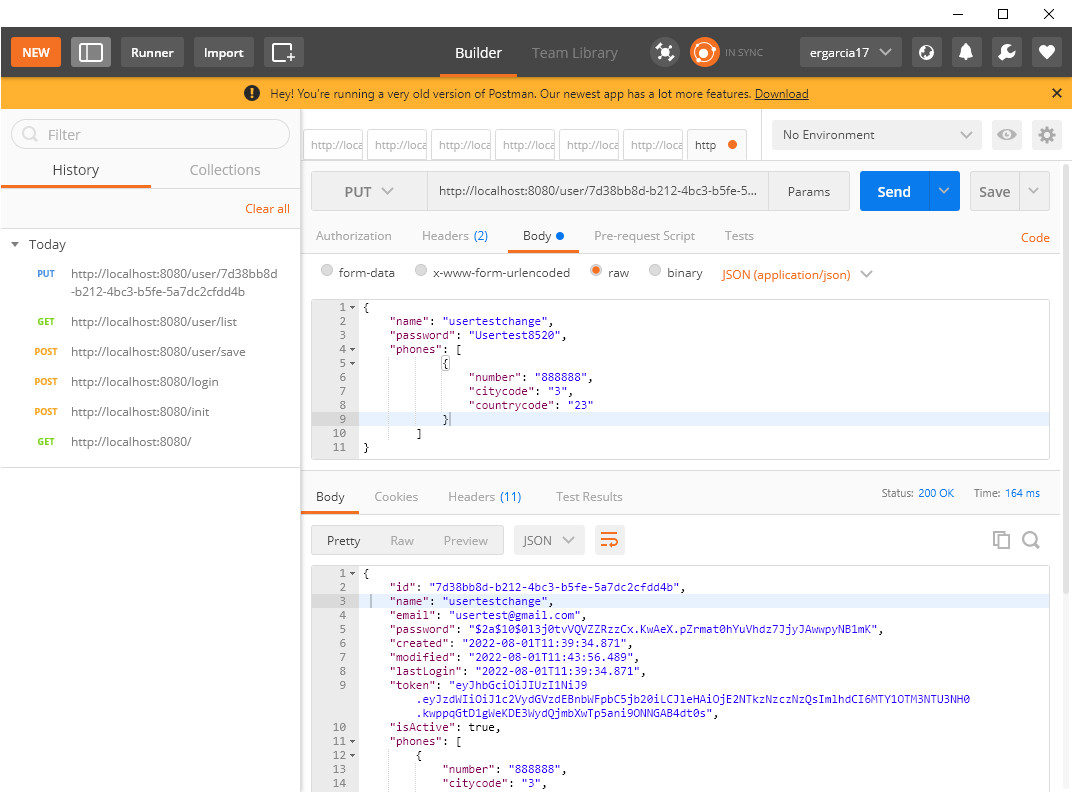 NEW Runner Import Builder Team Library IN SYNC ergarcia17
Hey! You're running a very old version of Postman. Our newest app has a lot more features. Download
Filter
History Collections
Clear all
Today
PUT http://localhost:8080/user/7d38bb8d
-b212-4bc3-b5fe-5a7dc2cfdd4b
GET http://localhost:8080/user/list
POST http://localhost:8080/user/save
POST http://localhost:8080/login
POST http://localhost:8080/init
GET http://localhost:8080/
http://loca http://loca http://loca http://loca http://loca http://loca http
No Environment
PUT http://localhost:8080/user/7d38bb8d-b212-4bc3-b5fe-5... Params Send Save
Authorization Headers (2) Body Pre-request Script Tests Code
form-data x-www-form-urlencoded raw binary JSON (application/json)
1 {
2 "name": "usertestchange",
3 "password": "Usertest8520",
4 "phones": [
5 {
6 "number": "888888",
7 "citycode": "3",
8 "countrycode": "23"
9 }
10 ]
11 }
Body Cookies Headers (11) Test Results Status: 200 OK Time: 164 ms
Pretty Raw Preview JSON
1 {
2 "id": "7d38bb8d-b212-4bc3-b5fe-5a7dc2cfdd4b",
3 "name": "usertestchange",
4 "email": "usertest@gmail.com",
5 "password": "$2a$10$0l3j0tvVQVZZRzzCx.KwAeX.pZrmat0hYuVhdz7JjyJAwwpyNB1mK",
6 "created": "2022-08-01T11:39:34.871",
7 "modified": "2022-08-01T11:43:56.489",
8 "lastLogin": "2022-08-01T11:39:34.871",
9 "token": "eyJhbGciOiJIUzI1NiJ9
.eyJzdWIiOiJ1c2VydGVzdEBnbWFpbC5jb20iLCJleHAiOjE2NTkzNzczNzQsImlhdCI6MTY1OTM3NTU3NH0
.kwppqGtD1gWeKDE3WydQjmbXwTp5ani9ONNGAB4dt0s",
10 "isActive": true,
11 "phones": [
12 {
13 "number": "888888",
14 "citycode": "3",